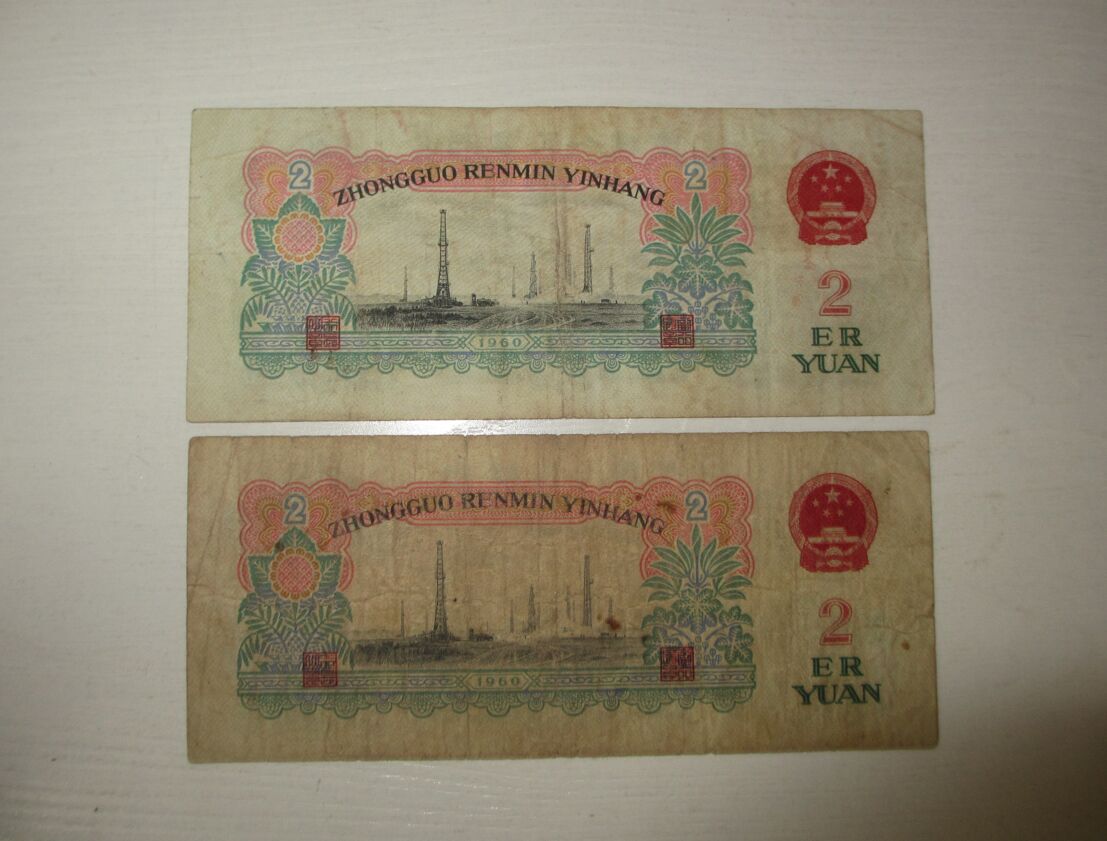 2 2
ZHONGGUO RENMIN YINHANG
2
ER
YUAN
1960
2 2
ZHONGGUO RENMIN YINHANG
2
ER
YUAN
1960